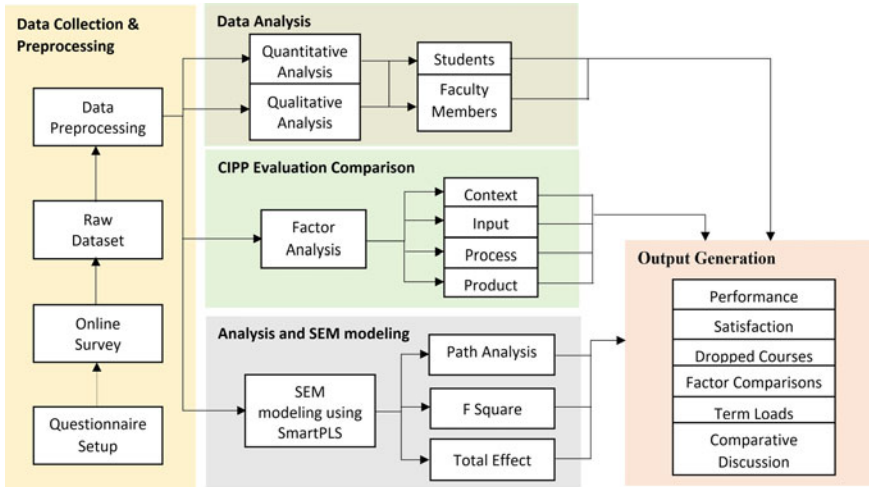 Data Collection &
Preprocessing
Data
Preprocessing
Raw
Dataset
Online
Survey
Questionnaire
Setup
Data Analysis
Quantitative
Analysis
Qualitative
Analysis
Students
Faculty
Members
CIPP Evaluation Comparison
Factor
Analysis
Context
Input
Process
Product
Analysis and SEM modeling
SEM
modeling using
SmartPLS
Path Analysis
F Square
Total Effect
Output Generation
Performance
Satisfaction
Dropped Courses
Factor Comparisons
Term Loads
Comparative
Discussion